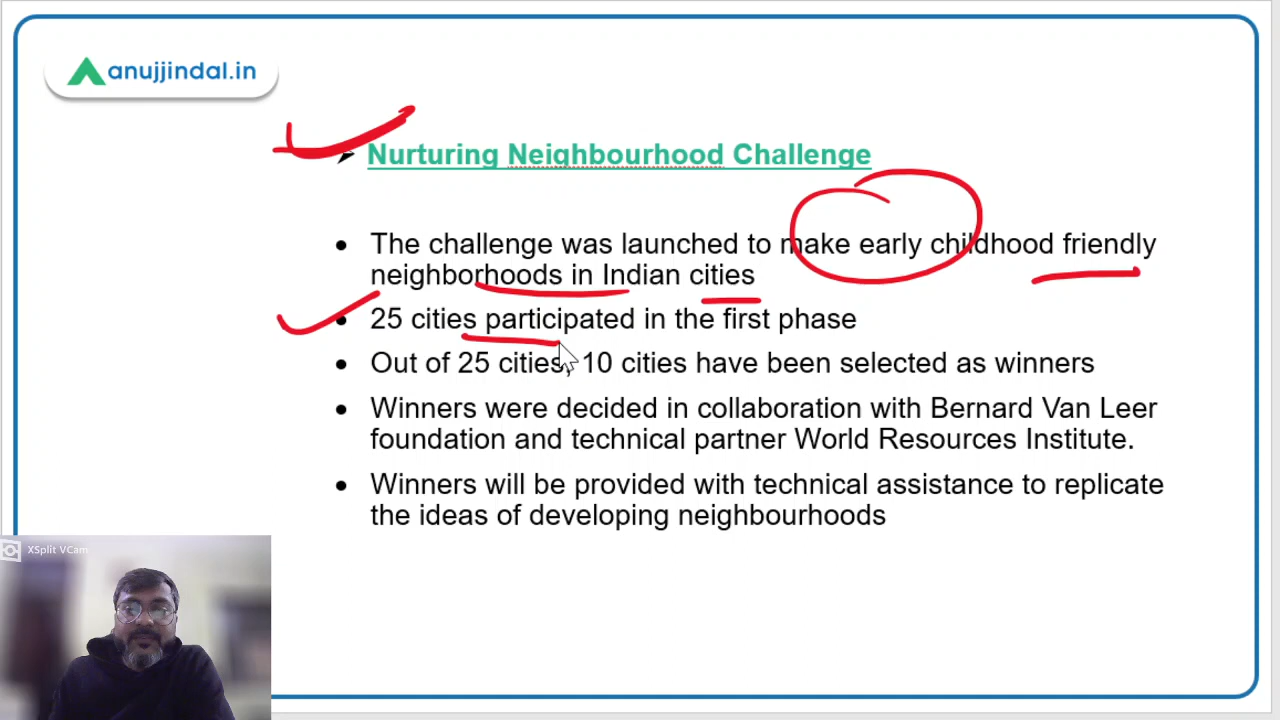 anujjindal.in
Nurturing Neighbourhood Challenge
The challenge was launched to make early childhood friendly
neighborhoods in Indian cities
25 cities participated in the first phase
Out of 25 cities, 10 cities have been selected as winners
Winners were decided in collaboration with Bernard Van Leer
foundation and technical partner World Resources Institute.
Winners will be provided with technical assistance to replicate
the ideas of developing neighbourhoods
XSplit VCam